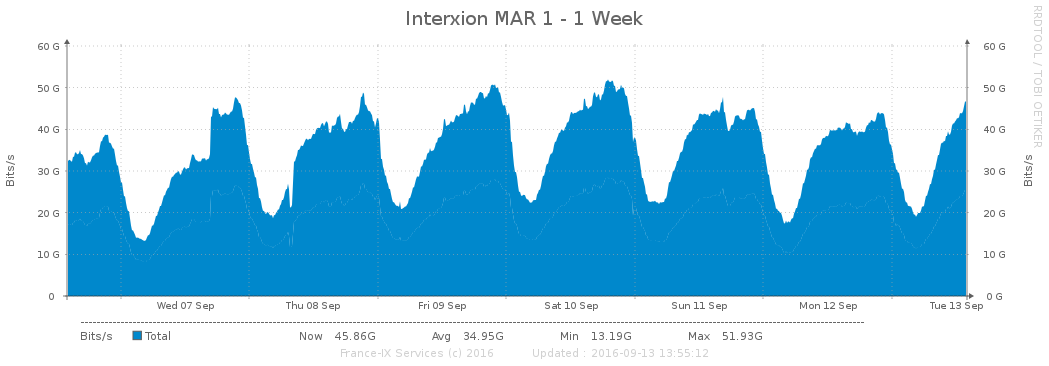 Interxion MAR 1 - 1 Week
RRDTOOL / TOBI OETIKER
60 G 60 G
50 G 50 G
40 G 40 G
30 G 30 G
20 G 20 G
10 G 10 G
0 0 G
Bits/s
Bits/s
Wed 07 Sep Thu 08 Sep Fri 09 Sep Sat 10 Sep Sun 11 Sep Mon 12 Sep Tue 13 Sep
Bits/s Total Now 45.86G Avg 34.95G Min 13.19G Max 51.93G
France-IX Services (c) 2016 Updated : 2016-09-13 13:55:12